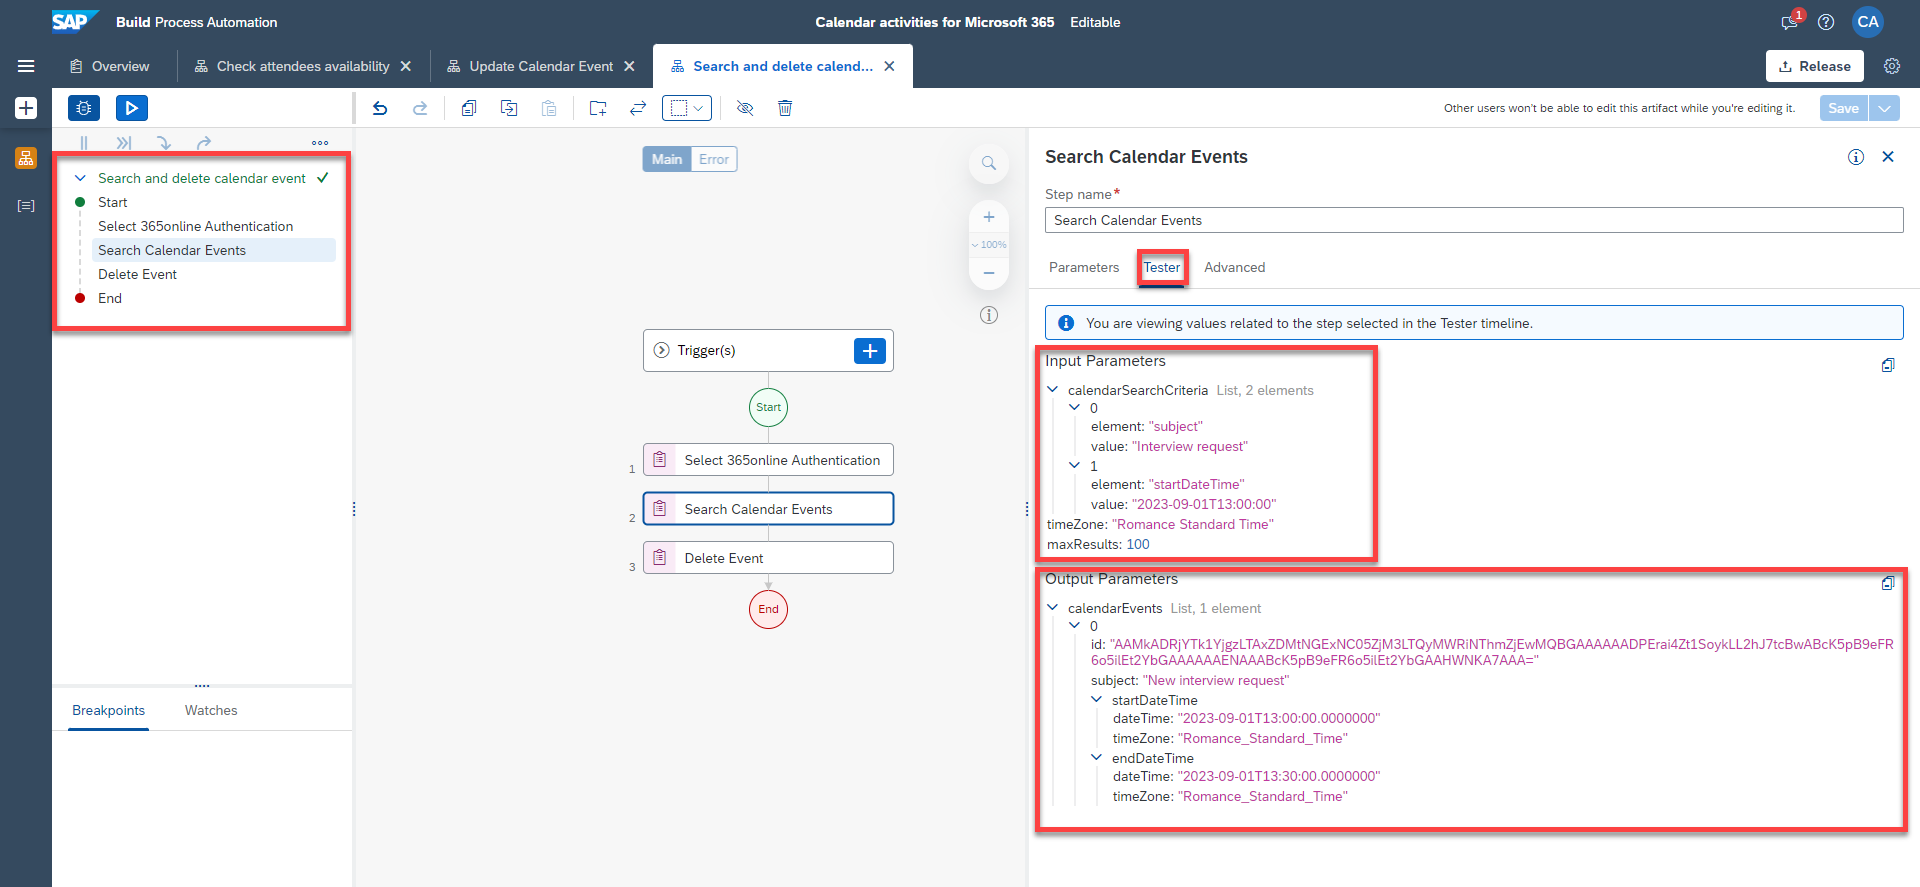 SAP Build Process Automation
Calendar activities for Microsoft 365 Editable
1
CA
Overview
Check attendees availability
Update Calendar Event
Search and delete calend...
Release
Other users won't be able to edit this artifact while you're editing it.
Save
Search and delete calendar event
Start
Select 365online Authentication
Search Calendar Events
Delete Event
End
Breakpoints
Watches
Main
Error
100%
Trigger(s)
Start
1
Select 365online Authentication
2
Search Calendar Events
3
Delete Event
End
Search Calendar Events
Step name*
Search Calendar Events
Parameters
Tester
Advanced
You are viewing values related to the step selected in the Tester timeline.
Input Parameters
calendarSearchCriteria List, 2 elements
0
element: "subject"
value: "Interview request"
1
element: "startDateTime"
value: "2023-09-01T13:00:00"
timeZone: "Romance Standard Time"
maxResults: 100
Output Parameters
calendarEvents List, 1 element
0
id: "AAMkADRjYTk1YjgzLTAxZDMtNGExNC05ZjM3LTQyMWRiNThmZjEwMQBGAAAAAADPErai4Zt1SoykLL2hJ7tcBwABcK5pB9eFR
6o5ilEt2YbGAAAAAAENAAABcK5pB9eFR6o5ilEt2YbGAAHWNKA7AAA="
subject: "New interview request"
startDateTime
dateTime: "2023-09-01T13:00:00.0000000"
timeZone: "Romance_Standard_Time"
endDateTime
dateTime: "2023-09-01T13:30:00.0000000"
timeZone: "Romance_Standard_Time"